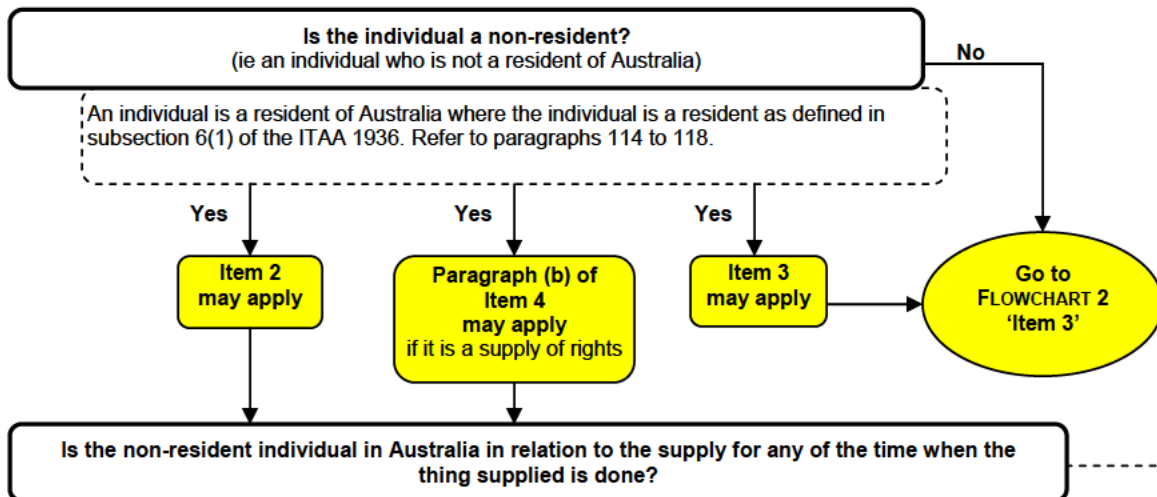 Is the individual a non-resident?
(ie an individual who is not a resident of Australia)
No
An individual is a resident of Australia where the individual is a resident as defined in
subsection 6(1) of the ITAA 1936. Refer to paragraphs 114 to 118.
Yes
Yes
Yes
Item 2
may apply
Paragraph (b) of
Item 4
may apply
if it is a supply of rights
Item 3
may apply
Go to
FLOWCHART 2
‘Item 3’
Is the non-resident individual in Australia in relation to the supply for any of the time when the
thing supplied is done?